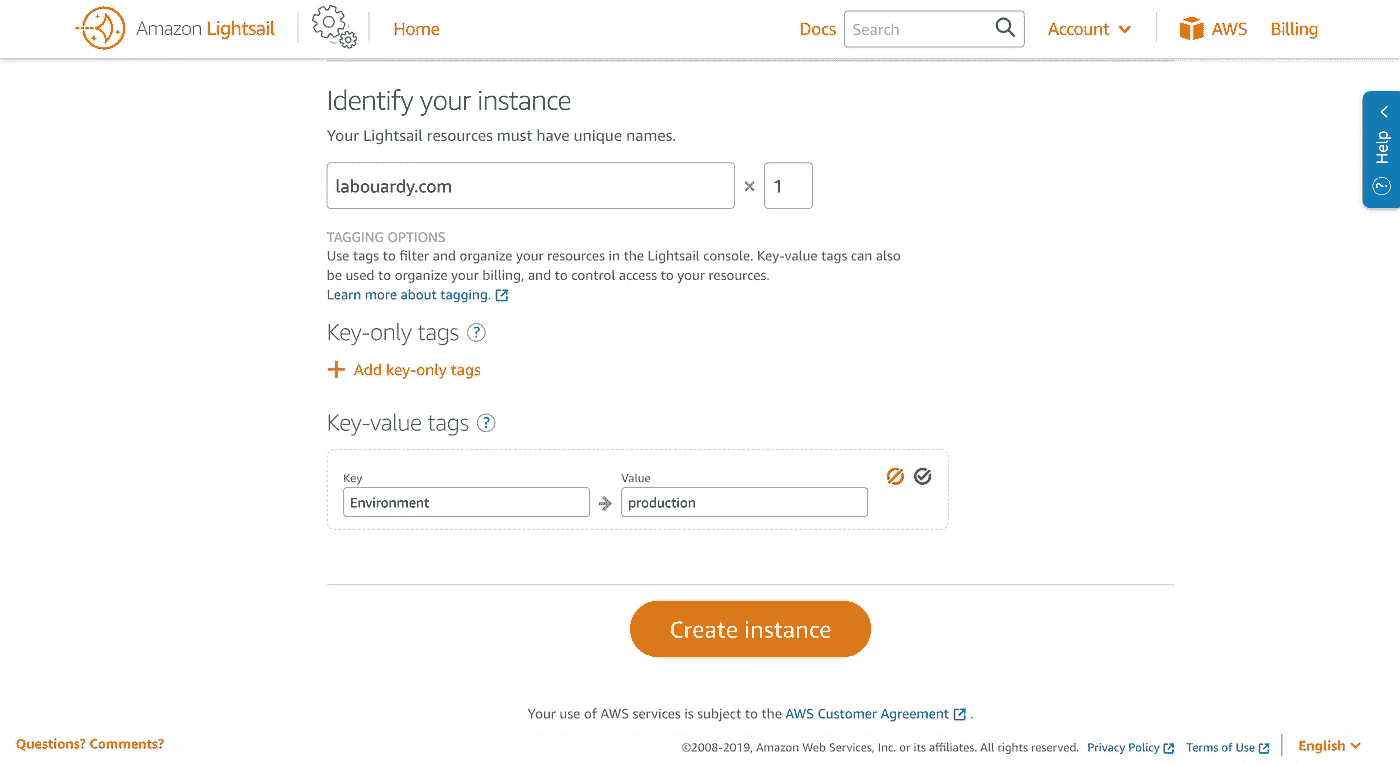 Amazon Lightsail
Home
Docs
Search
Account
AWS
Billing
Help
?
Identify your instance
Your Lightsail resources must have unique names.
labouardy.com × 1
TAGGING OPTIONS
Use tags to filter and organize your resources in the Lightsail console. Key-value tags can also
be used to organize your billing, and to control access to your resources.
Learn more about tagging.
Key-only tags ?
+ Add key-only tags
Key-value tags ?
Key
Value
Environment
production
Create instance
Your use of AWS services is subject to the AWS Customer Agreement .
Questions? Comments?
©2008-2019, Amazon Web Services, Inc. or its affiliates. All rights reserved.
Privacy Policy
Terms of Use
English